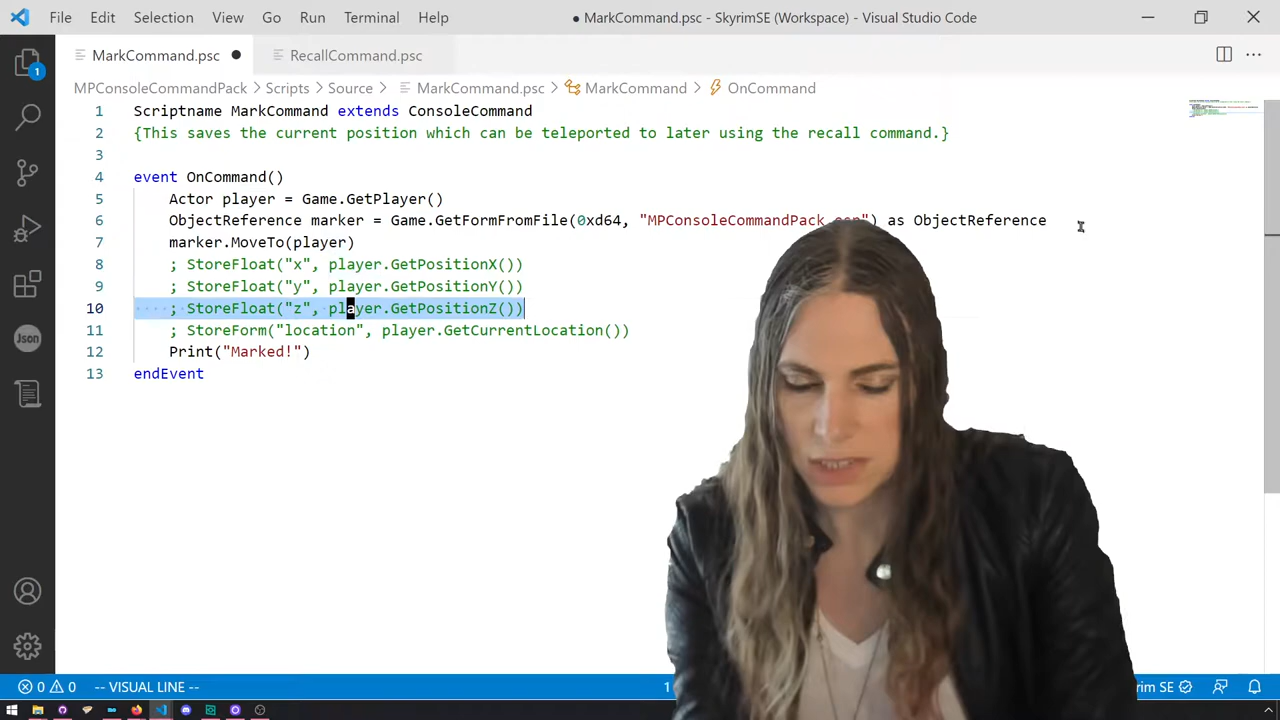 File Edit Selection View Go Run Terminal Help
● MarkCommand.psc - SkyrimSE (Workspace) - Visual Studio Code
MarkCommand.psc ● RecallCommand.psc
MPConsoleCommandPack > Scripts > Source > MarkCommand.psc > MarkCommand > OnCommand
1 Scriptname MarkCommand extends ConsoleCommand
2 {This saves the current position which can be teleported to later using the recall command.}
3
4 event OnCommand()
5 Actor player = Game.GetPlayer()
6 ObjectReference marker = Game.GetFormFromFile(0xd64, "MPConsoleCommandPack.esp") as ObjectReference
7 marker.MoveTo(player)
8 ; StoreFloat("x", player.GetPositionX())
9 ; StoreFloat("y", player.GetPositionY())
10 ; StoreFloat("z", player.GetPositionZ())
11 ; StoreForm("location", player.GetCurrentLocation())
12 Print("Marked!")
13 endEvent
1
json
0 0 -- VISUAL LINE -- 1 SE